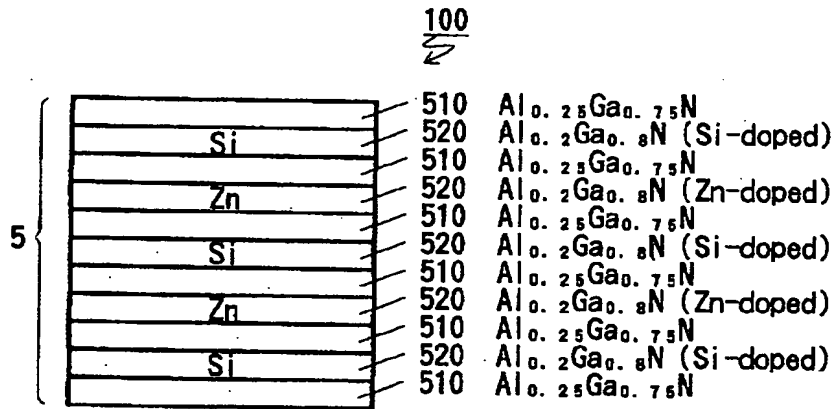 100
510 Al0.25Ga0.75N
Si 520 Al0.2Ga0.8N (Si-doped)
510 Al0.25Ga0.75N
Zn 520 Al0.2Ga0.8N (Zn-doped)
510 Al0.25Ga0.75N
5 Si 520 Al0.2Ga0.8N (Si-doped)
510 Al0.25Ga0.75N
Zn 520 Al0.2Ga0.8N (Zn-doped)
510 Al0.25Ga0.75N
Si 520 Al0.2Ga0.8N (Si-doped)
510 Al0.25Ga0.75N